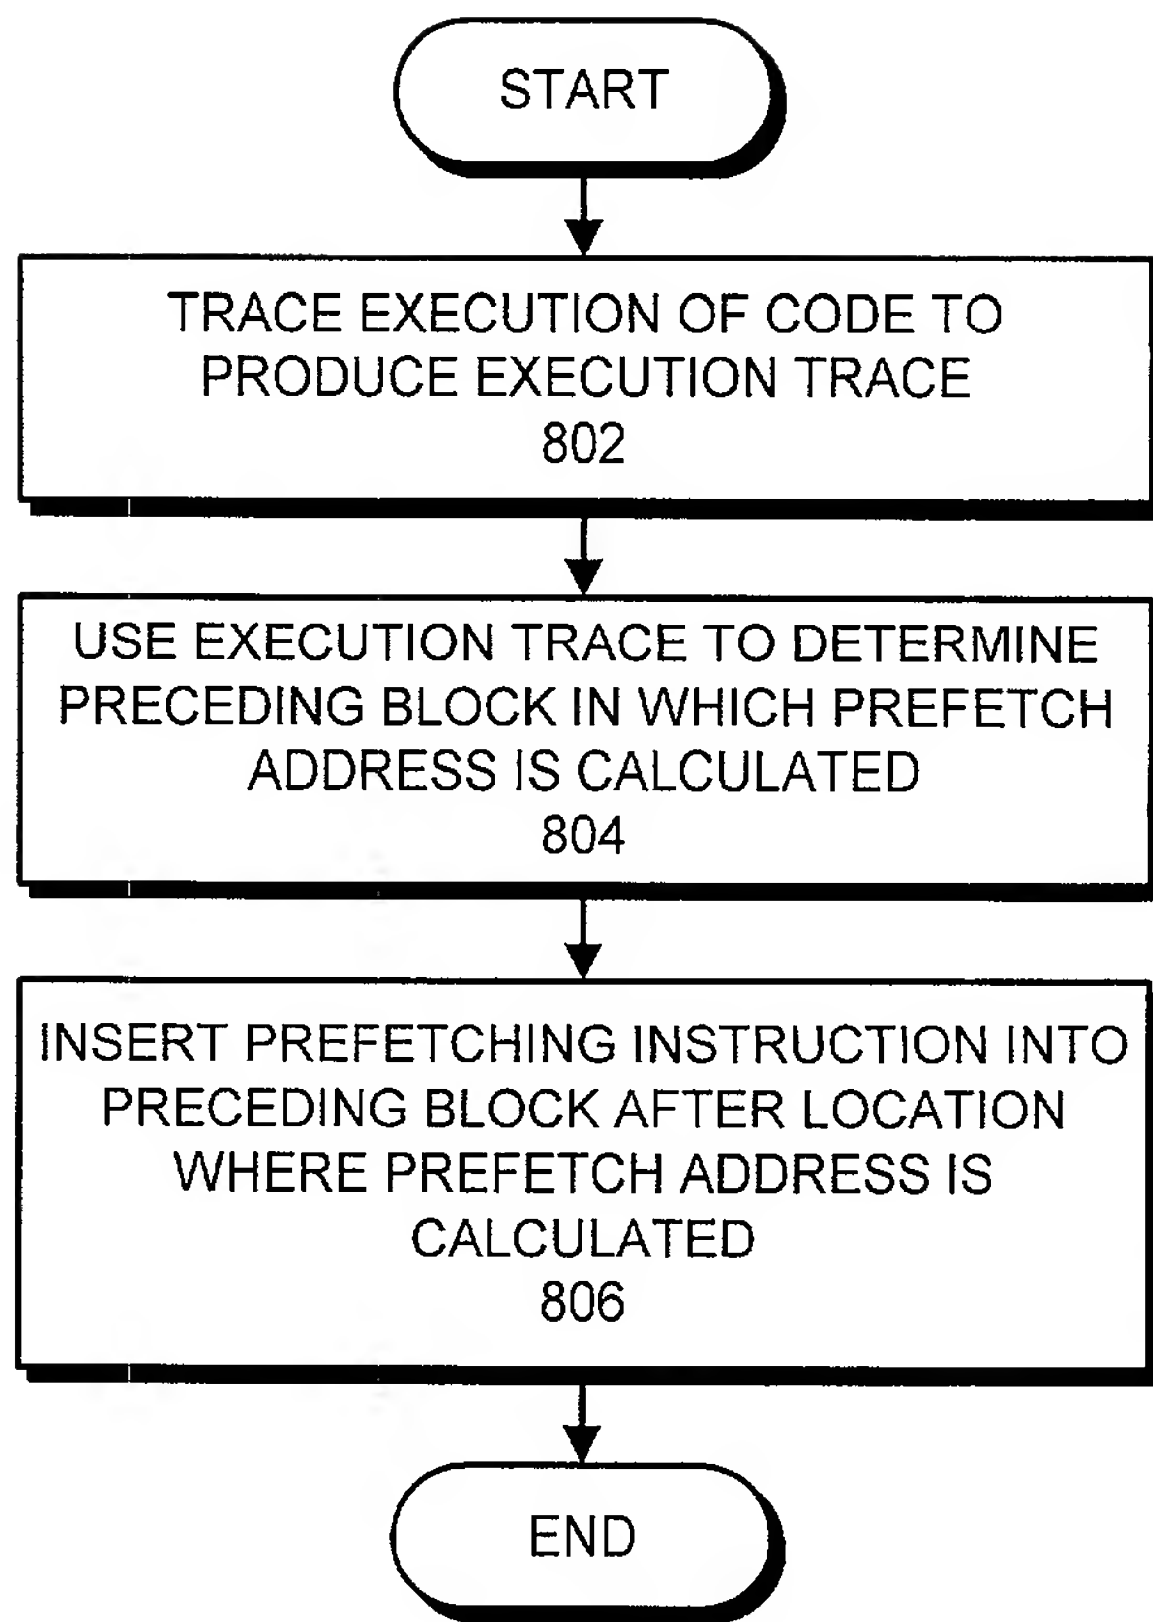 START
TRACE EXECUTION OF CODE TO
PRODUCE EXECUTION TRACE
802
USE EXECUTION TRACE TO DETERMINE
PRECEDING BLOCK IN WHICH PREFETCH
ADDRESS IS CALCULATED
804
INSERT PREFETCHING INSTRUCTION INTO
PRECEDING BLOCK AFTER LOCATION
WHERE PREFETCH ADDRESS IS
CALCULATED
806
END